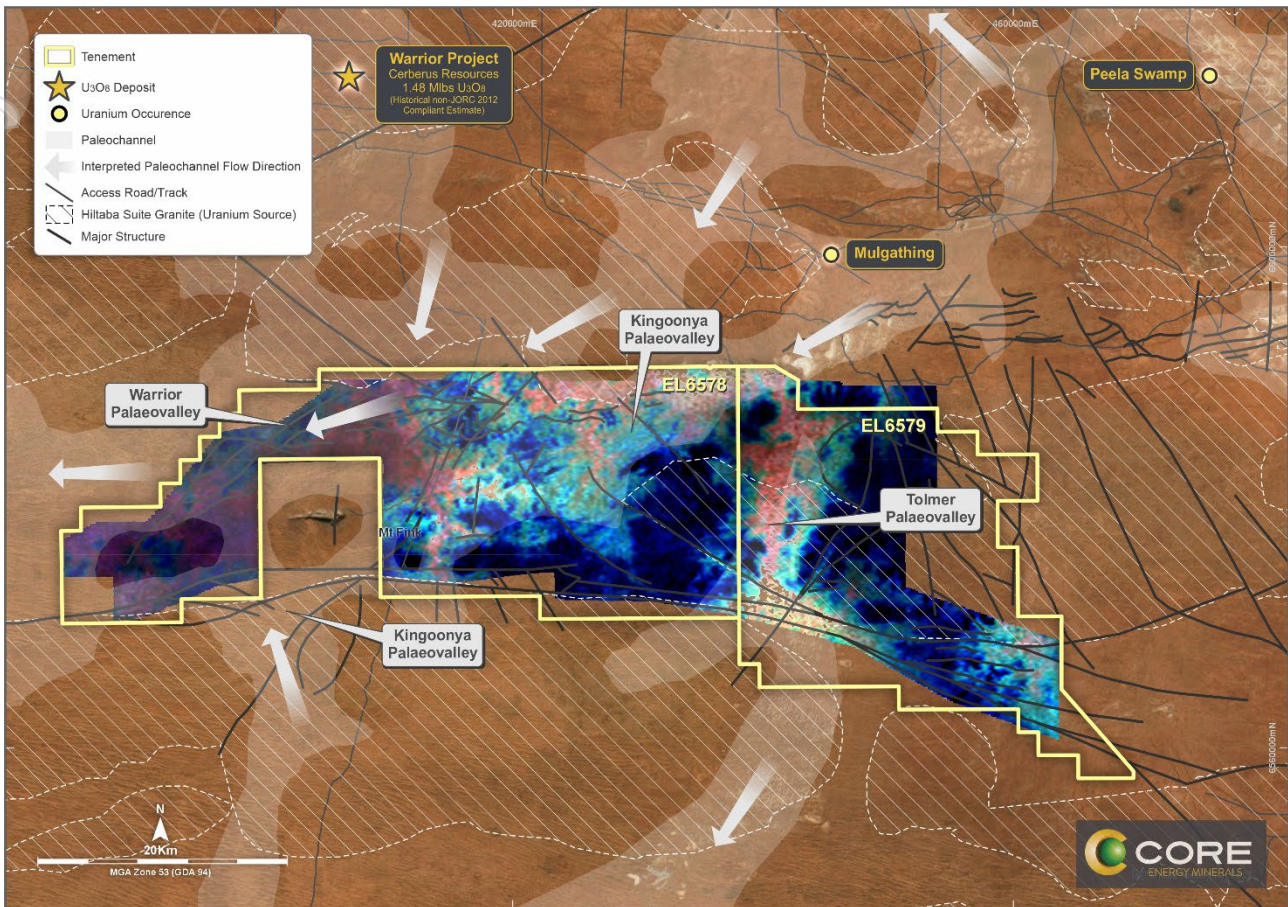 420000mE
460000mE
Tenement
U3O8 Deposit
Uranium Occurence
Paleochannel
Interpreted Paleochannel Flow Direction
Access Road/Track
Hiltaba Suite Granite (Uranium Source)
Major Structure
Warrior Project
Cerberus Resources
1.48 Mlbs U3O8
(Historical non-JORC 2012
Compliant Estimate)
Peela Swamp
Mulgathing
Kingoonya
Palaeovalley
EL6578
Warrior
Palaeovalley
EL6579
Tolmer
Palaeovalley
Mt Fink
Kingoonya
Palaeovalley
6560000mN
N
20Km
MGA Zone 53 (GDA 94)
CORE
ENERGY MINERALS